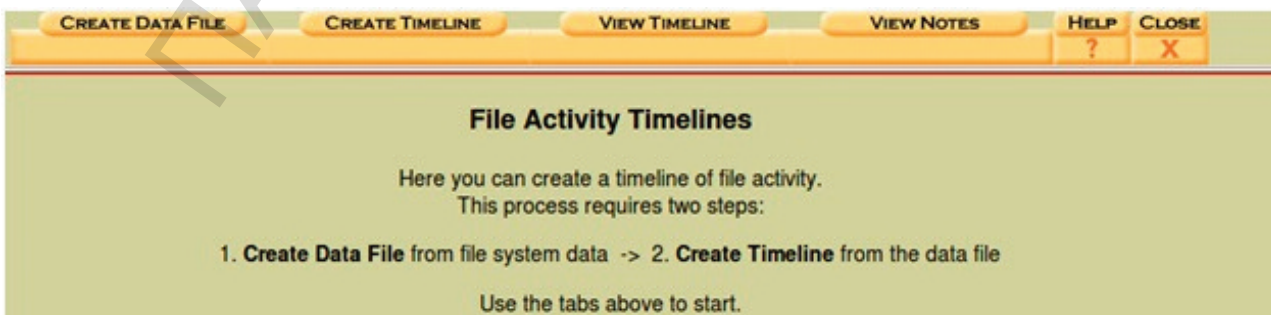 CREATE DATA FILE CREATE TIMELINE VIEW TIMELINE VIEW NOTES HELP CLOSE
? X
File Activity Timelines
Here you can create a timeline of file activity.
This process requires two steps:
1. Create Data File from file system data -> 2. Create Timeline from the data file
Use the tabs above to start.